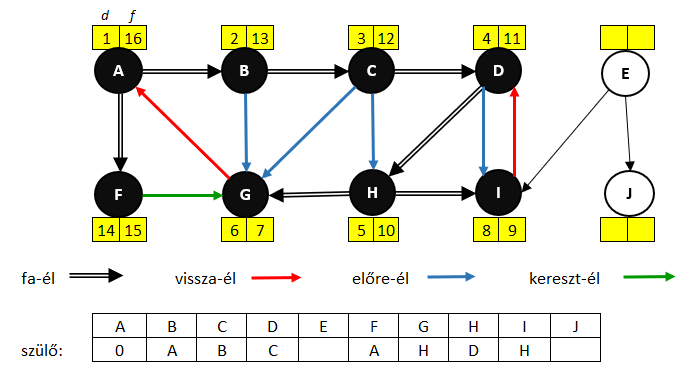 d f
1 16 2 13 3 12 4 11
A B C D E
F G H I J
14 15 6 7 5 10 8 9
fa-él vissza-él előre-él kereszt-él
A B C D E F G H I J
szülő: 0 A B C A H D H